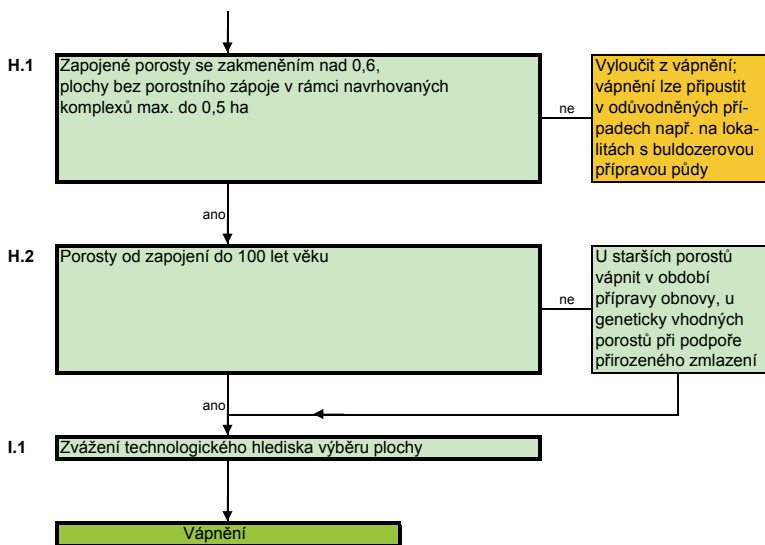 H.1
Zapojené porosty se zakmeněním nad 0,6,
plochy bez porostního zápoje v rámci navrhovaných
komplexů max. do 0,5 ha
ne
Vyloučit z vápnění;
vápnění lze připustit
v odůvodněných pří-
padech např. na loka-
litách s buldozerovou
přípravou půdy
ano
H.2
Porosty od zapojení do 100 let věku
ne
U starších porostů
vápnit v období
přípravy obnovy, u
geneticky vhodných
porostů při podpoře
přirozeného zmlazení
ano
I.1
Zvážení technologického hlediska výběru plochy
Vápnění